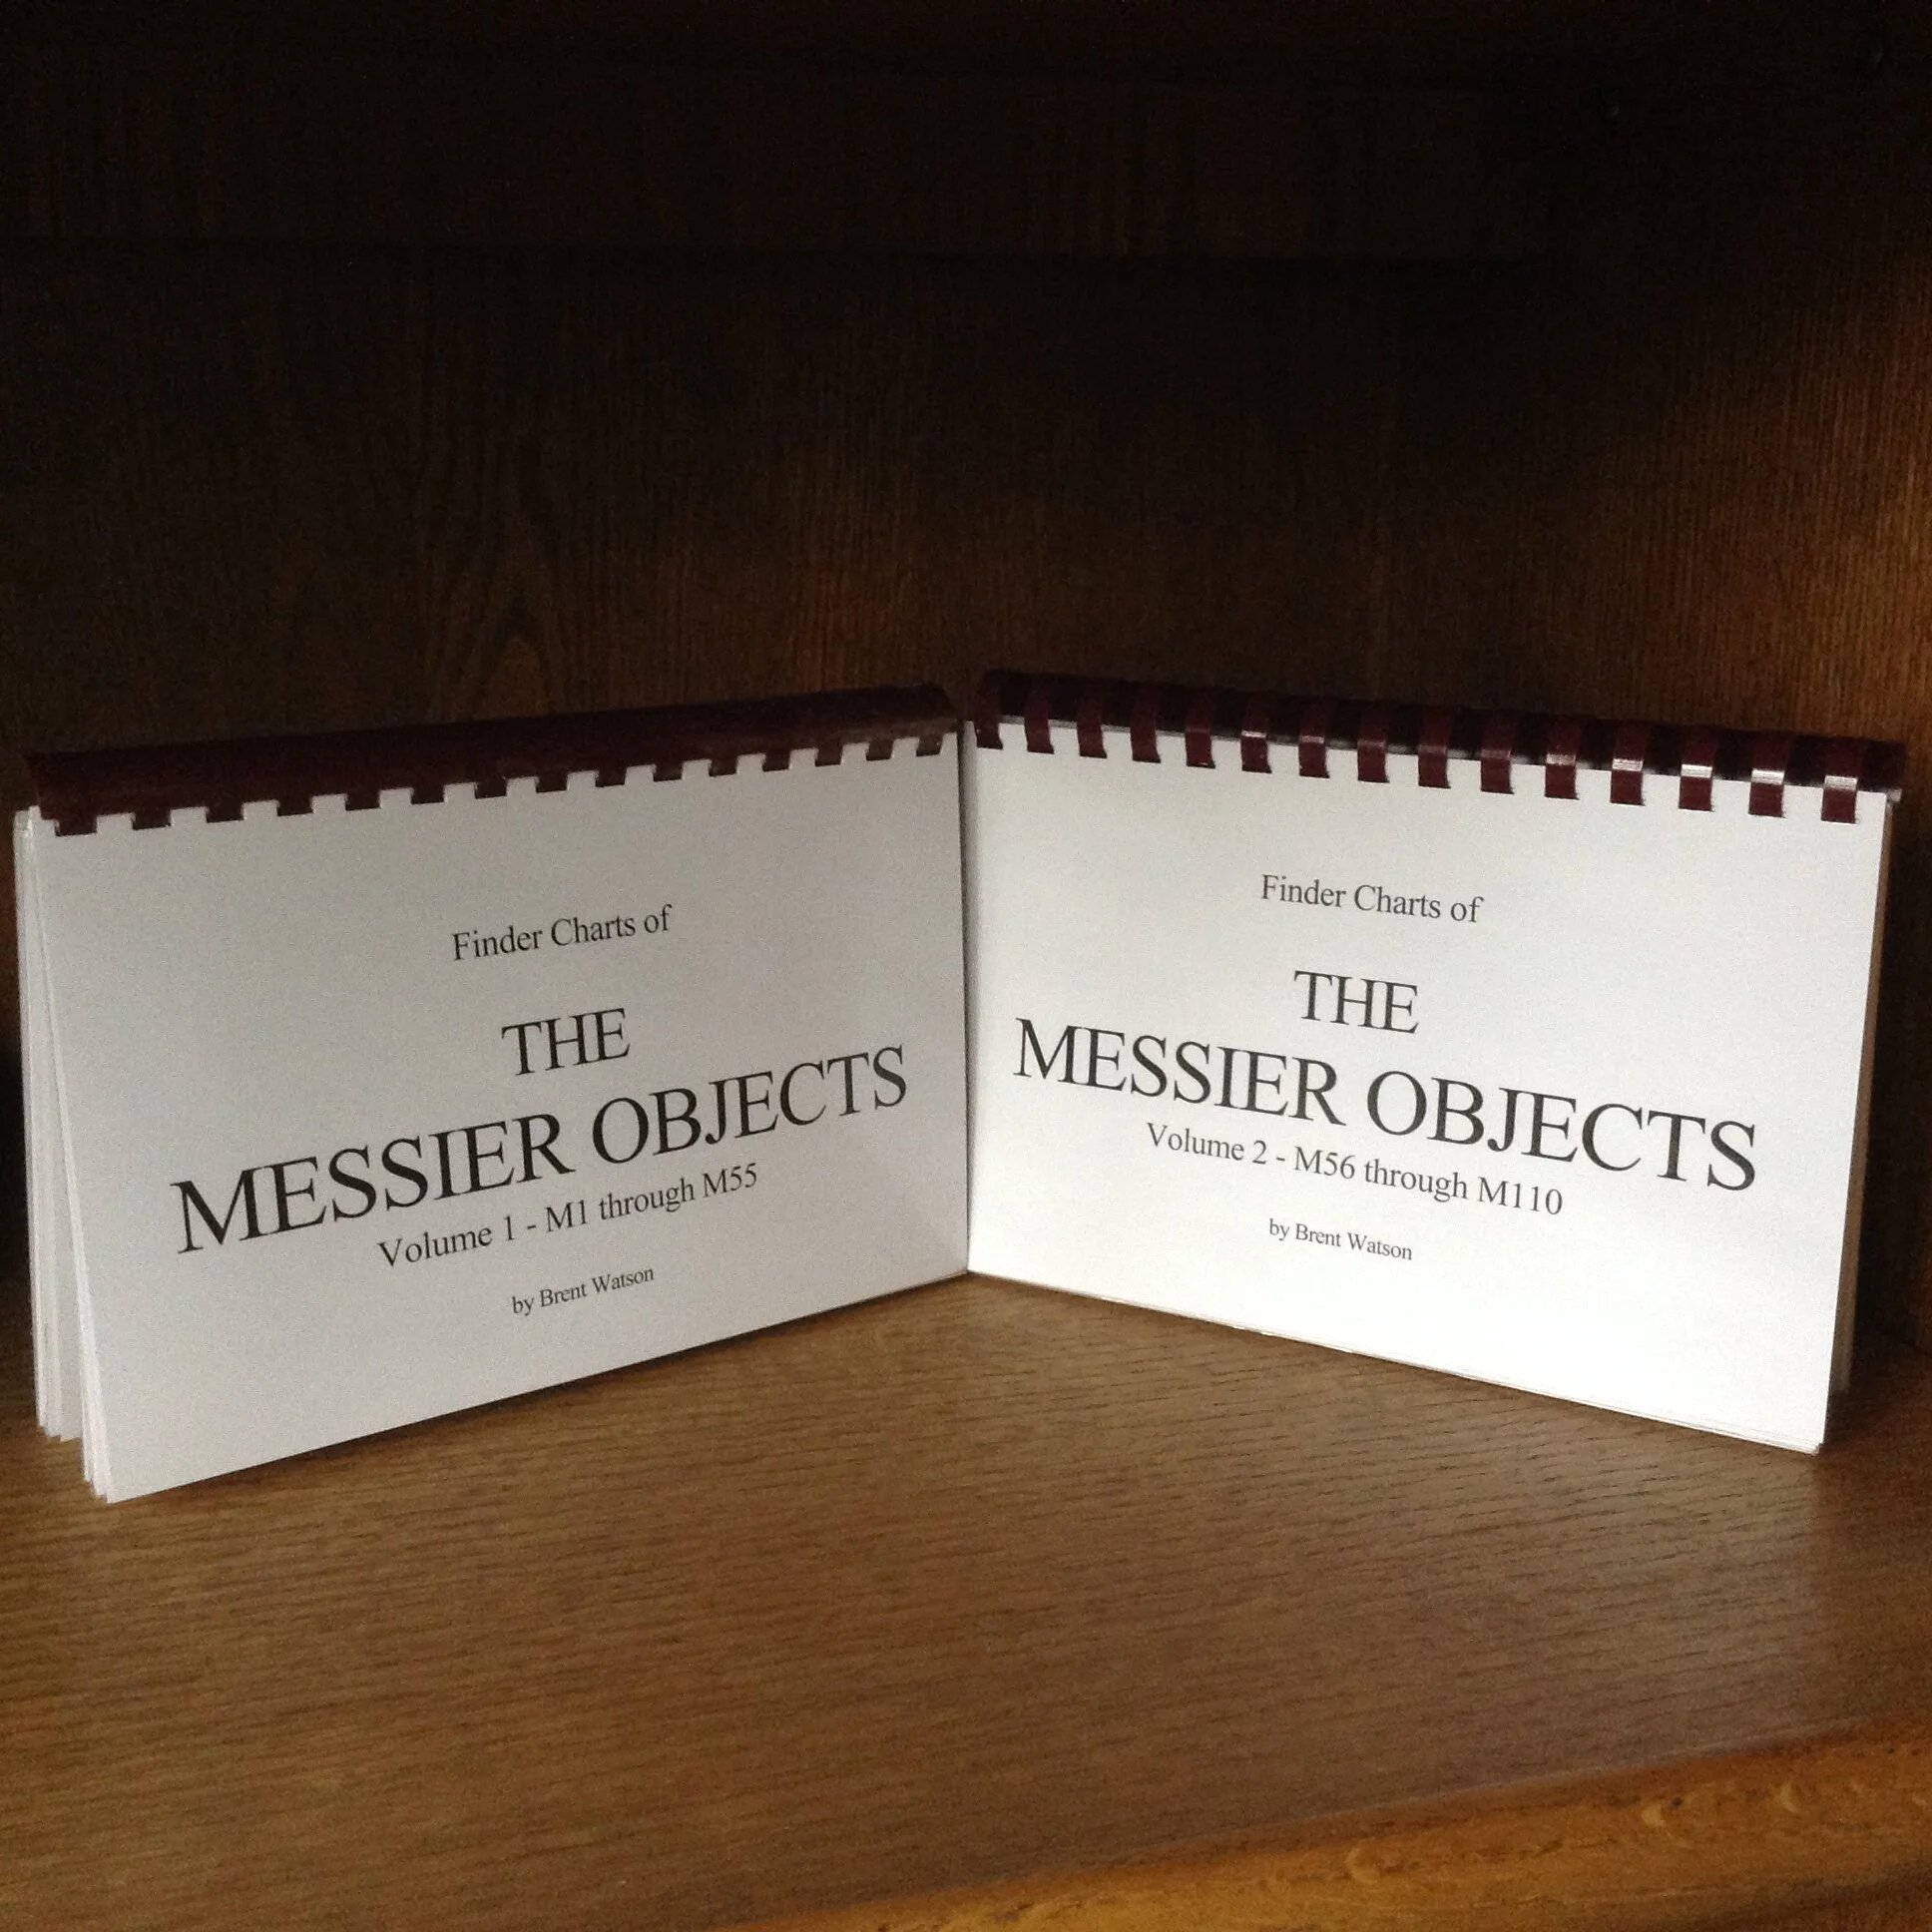 Finder Charts of
THE
MESSIER OBJECTS
Volume 1 - M1 through M55
by Brent Watson
Finder Charts of
THE
MESSIER OBJECTS
Volume 2 - M56 through M110
by Brent Watson